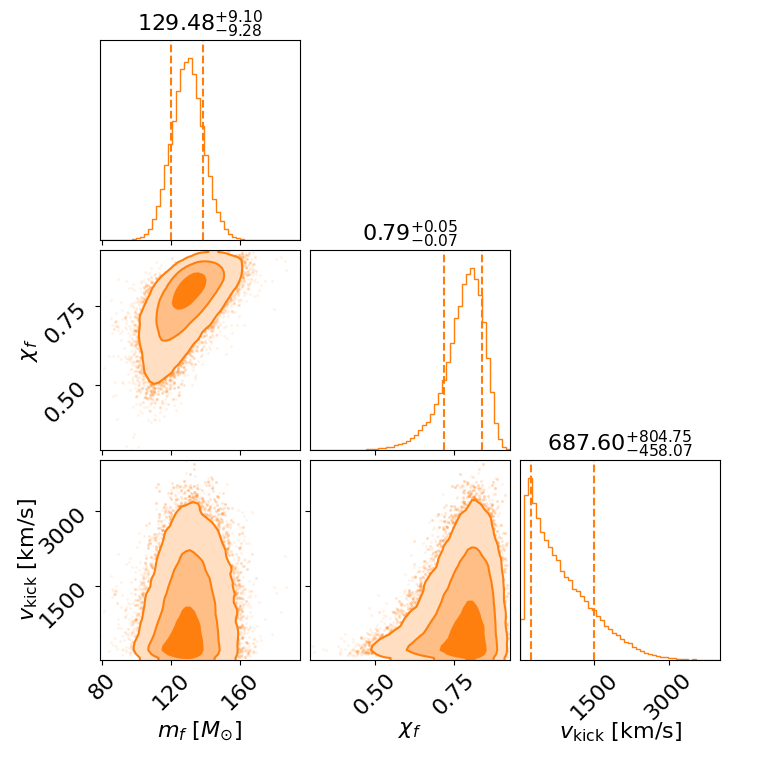 129.48$^{+9.10}_{-9.28}$
0.79$^{+0.05}_{-0.07}$
0.75
0.50
$\chi_f$
687.60$^{+804.75}_{-458.07}$
3000
1500
$v_{\rm kick}$ [km/s]
80 120 160 0.50 0.75 1500 3000
$m_f$ [$M_\odot$] $\chi_f$ $v_{\rm kick}$ [km/s]